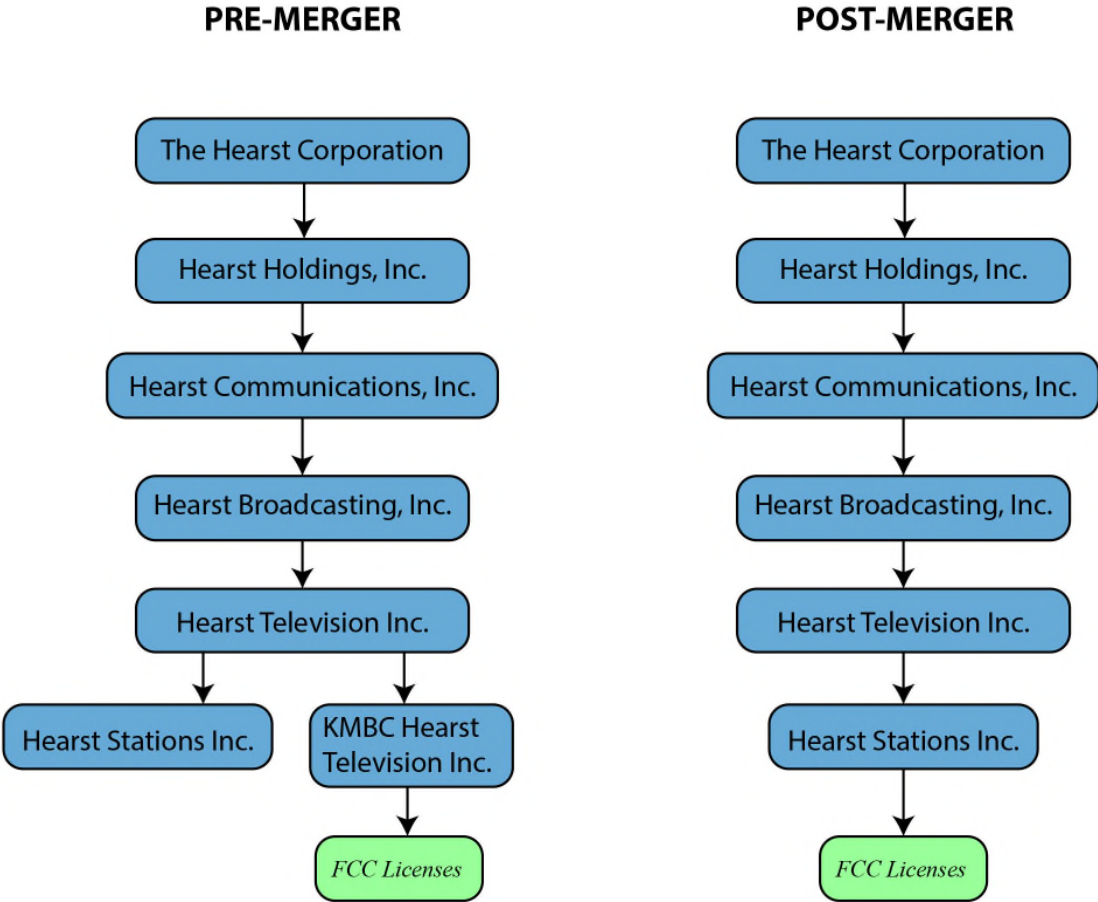 PRE-MERGER
The Hearst Corporation
Hearst Holdings, Inc.
Hearst Communications, Inc.
Hearst Broadcasting, Inc.
Hearst Television Inc.
Hearst Stations Inc.
KMBC Hearst
Television Inc.
FCC Licenses
POST-MERGER
The Hearst Corporation
Hearst Holdings, Inc.
Hearst Communications, Inc.
Hearst Broadcasting, Inc.
Hearst Television Inc.
Hearst Stations Inc.
FCC Licenses